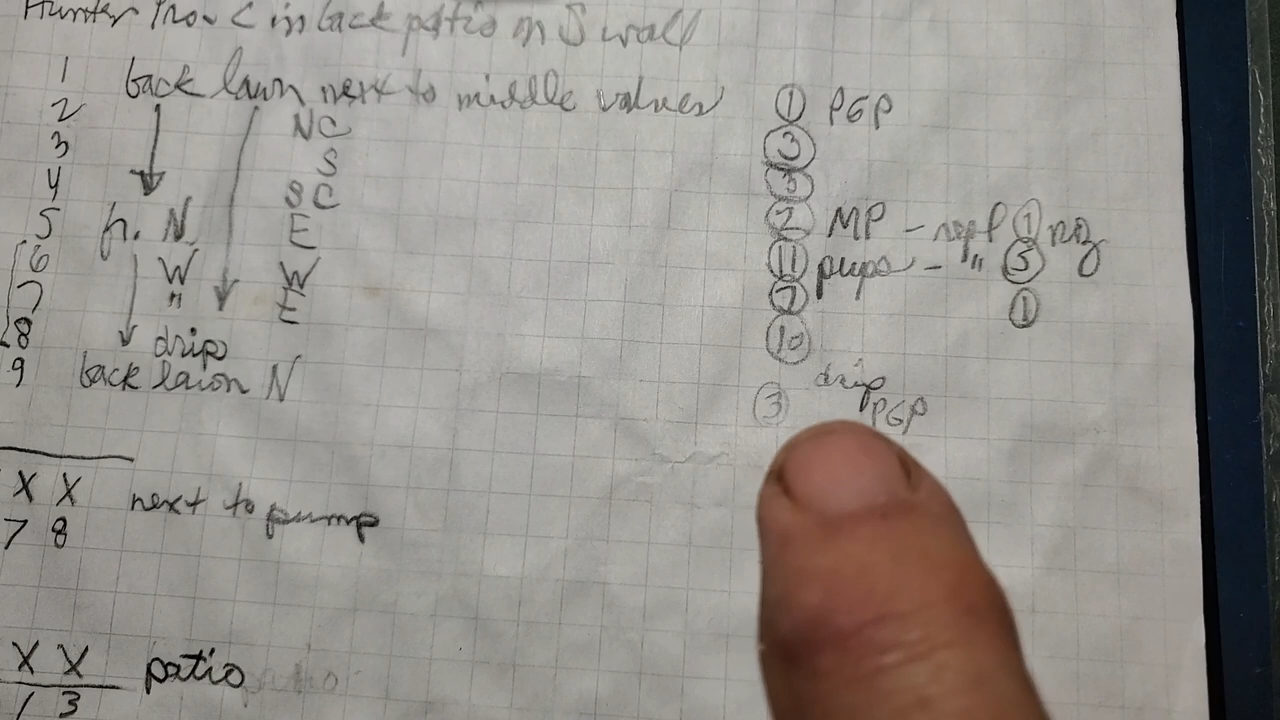 Hunter Pro-C in back patio on S wall
1 back lawn next to middle valves ① PGP
2 NC ③
3 S
4 SC ② MP - repl ① noz
5 fr. N E ⑪ pups - " ⑤
6 W W ⑦ ①
7 " E ⑩
8 drip drip
9 back lawn N ③ PGP
X X next to pump
7 8
X X patio
1 3